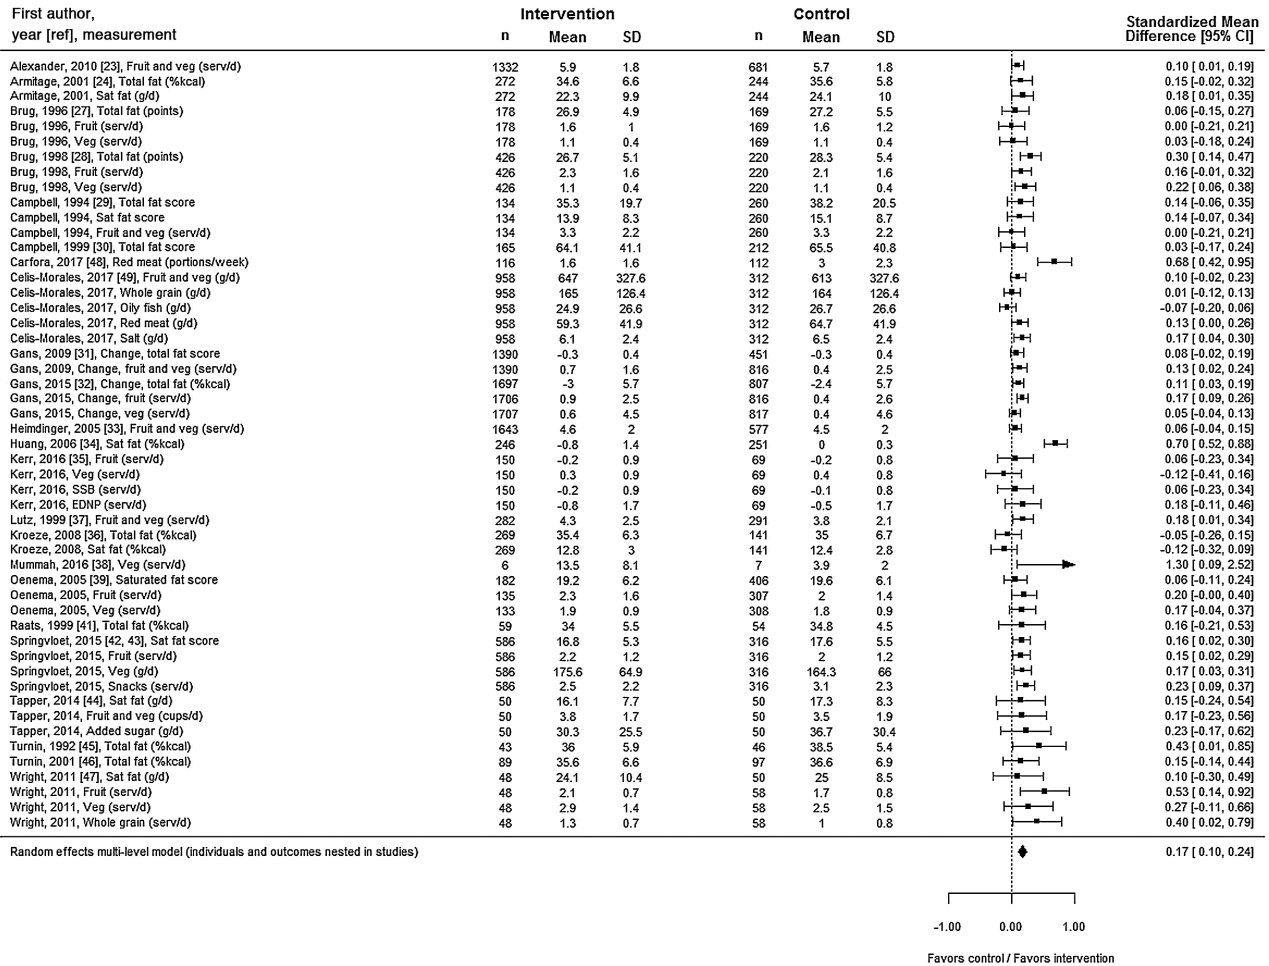 First author, Intervention Control Standardized Mean
year [ref], measurement n Mean SD n Mean SD Difference [95% CI]
Alexander, 2010 [23], Fruit and veg (serv/d) 1332 5.9 1.8 681 5.7 1.8 0.10 [ 0.01, 0.19]
Armitage, 2001 [24], Total fat (%kcal) 272 34.6 6.6 244 35.6 5.8 0.15 [-0.02, 0.32]
Armitage, 2001, Sat fat (g/d) 272 22.3 9.9 244 24.1 10 0.18 [ 0.01, 0.35]
Brug, 1996 [27], Total fat (points) 178 26.9 4.9 169 27.2 5.5 0.06 [-0.15, 0.27]
Brug, 1996, Fruit (serv/d) 178 1.6 1 169 1.6 1.2 0.00 [-0.21, 0.21]
Brug, 1996, Veg (serv/d) 178 1.1 0.4 169 1.1 0.4 0.03 [-0.18, 0.24]
Brug, 1998 [28], Total fat (points) 426 26.7 5.1 220 28.3 5.4 0.30 [ 0.14, 0.47]
Brug, 1998, Fruit (serv/d) 426 2.3 1.6 220 2.1 1.6 0.16 [-0.01, 0.32]
Brug, 1998, Veg (serv/d) 426 1.1 0.4 220 1.1 0.4 0.22 [ 0.06, 0.38]
Campbell, 1994 [29], Total fat score 134 35.3 19.7 260 38.2 20.5 0.14 [-0.06, 0.35]
Campbell, 1994, Sat fat score 134 13.9 8.3 260 15.1 8.7 0.14 [-0.07, 0.34]
Campbell, 1994, Fruit and veg (serv/d) 134 3.3 2.2 260 3.3 2.2 0.00 [-0.21, 0.21]
Campbell, 1999 [30], Total fat score 165 64.1 41.1 212 65.5 40.8 0.03 [-0.17, 0.24]
Carfora, 2017 [48], Red meat (portions/week) 116 1.6 1.6 112 3 2.3 0.68 [ 0.42, 0.95]
Celis-Morales, 2017 [49], Fruit and veg (g/d) 958 647 327.6 312 613 327.6 0.10 [-0.02, 0.23]
Celis-Morales, 2017, Whole grain (g/d) 958 165 126.4 312 164 126.4 0.01 [-0.12, 0.13]
Celis-Morales, 2017, Oily fish (g/d) 958 24.9 26.6 312 26.7 26.6 -0.07 [-0.20, 0.06]
Celis-Morales, 2017, Red meat (g/d) 958 59.3 41.9 312 64.7 41.9 0.13 [ 0.00, 0.26]
Celis-Morales, 2017, Salt (g/d) 958 6.1 2.4 312 6.5 2.4 0.17 [ 0.04, 0.30]
Gans, 2009 [31], Change, total fat score 1390 -0.3 0.4 451 -0.3 0.4 0.08 [-0.02, 0.19]
Gans, 2009, Change, fruit and veg (serv/d) 1390 0.7 1.6 816 0.4 2.5 0.13 [ 0.02, 0.24]
Gans, 2015 [32], Change, total fat (%kcal) 1697 -3 5.7 807 -2.4 5.7 0.11 [ 0.03, 0.19]
Gans, 2015, Change, fruit (serv/d) 1706 0.9 2.5 816 0.4 2.6 0.17 [ 0.09, 0.26]
Gans, 2015, Change, veg (serv/d) 1707 0.6 4.5 817 0.4 4.6 0.05 [-0.04, 0.13]
Heimdinger, 2005 [33], Fruit and veg (serv/d) 1643 4.6 2 577 4.5 2 0.06 [-0.04, 0.15]
Huang, 2006 [34], Sat fat (%kcal) 246 -0.8 1.4 251 0 0.3 0.70 [ 0.52, 0.88]
Kerr, 2016 [35], Fruit (serv/d) 150 -0.2 0.9 69 -0.2 0.8 0.06 [-0.23, 0.34]
Kerr, 2016, Veg (serv/d) 150 0.3 0.9 69 0.4 0.8 -0.12 [-0.41, 0.16]
Kerr, 2016, SSB (serv/d) 150 -0.2 0.9 69 -0.1 0.8 0.06 [-0.23, 0.34]
Kerr, 2016, EDNP (serv/d) 150 -0.8 1.7 69 -0.5 1.7 0.18 [-0.11, 0.46]
Lutz, 1999 [37], Fruit and veg (serv/d) 282 4.3 2.5 291 3.8 2.1 0.18 [ 0.01, 0.34]
Kroeze, 2008 [36], Total fat (%kcal) 269 35.4 6.3 141 35 6.7 -0.05 [-0.26, 0.15]
Kroeze, 2008, Sat fat (%kcal) 269 12.8 3 141 12.4 2.8 -0.12 [-0.32, 0.09]
Mummah, 2016 [38], Veg (serv/d) 6 13.5 8.1 7 3.9 2 1.30 [ 0.09, 2.52]
Oenema, 2005 [39], Saturated fat score 182 19.2 6.2 406 19.6 6.1 0.06 [-0.11, 0.24]
Oenema, 2005, Fruit (serv/d) 135 2.3 1.6 307 2 1.4 0.20 [-0.00, 0.40]
Oenema, 2005, Veg (serv/d) 133 1.9 0.9 308 1.8 0.9 0.17 [-0.04, 0.37]
Raats, 1999 [41], Total fat (%kcal) 59 34 5.5 54 34.8 4.5 0.16 [-0.21, 0.53]
Springvloet, 2015 [42, 43], Sat fat score 586 16.8 5.3 316 17.6 5.5 0.16 [ 0.02, 0.30]
Springvloet, 2015, Fruit (serv/d) 586 2.2 1.2 316 2 1.2 0.15 [ 0.02, 0.29]
Springvloet, 2015, Veg (g/d) 586 175.6 64.9 316 164.3 66 0.17 [ 0.03, 0.31]
Springvloet, 2015, Snacks (serv/d) 586 2.5 2.2 316 3.1 2.3 0.23 [ 0.09, 0.37]
Tapper, 2014 [44], Sat fat (g/d) 50 16.1 7.7 50 17.3 8.3 0.15 [-0.24, 0.54]
Tapper, 2014, Fruit and veg (cups/d) 50 3.8 1.7 50 3.5 1.9 0.17 [-0.23, 0.56]
Tapper, 2014, Added sugar (g/d) 50 30.3 25.5 50 36.7 30.4 0.23 [-0.17, 0.62]
Turnin, 1992 [45], Total fat (%kcal) 43 36 5.9 46 38.5 5.4 0.43 [ 0.01, 0.85]
Turnin, 2001 [46], Total fat (%kcal) 89 35.6 6.6 97 36.6 6.9 0.15 [-0.14, 0.44]
Wright, 2011 [47], Sat fat (g/d) 48 24.1 10.4 50 25 8.5 0.10 [-0.30, 0.49]
Wright, 2011, Fruit (serv/d) 48 2.1 0.7 58 1.7 0.8 0.53 [ 0.14, 0.92]
Wright, 2011, Veg (serv/d) 48 2.9 1.4 58 2.5 1.5 0.27 [-0.11, 0.66]
Wright, 2011, Whole grain (serv/d) 48 1.3 0.7 58 1 0.8 0.40 [ 0.02, 0.79]
Random effects multi-level model (individuals and outcomes nested in studies) 0.17 [ 0.10, 0.24]
-1.00 0.00 1.00
Favors control / Favors intervention